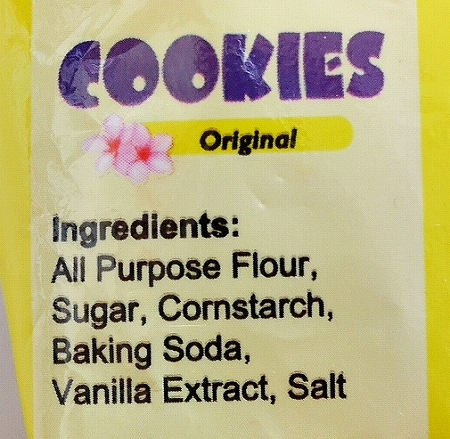 COOKIES
Original
Ingredients:
All Purpose Flour,
Sugar, Cornstarch,
Baking Soda,
Vanilla Extract, Salt